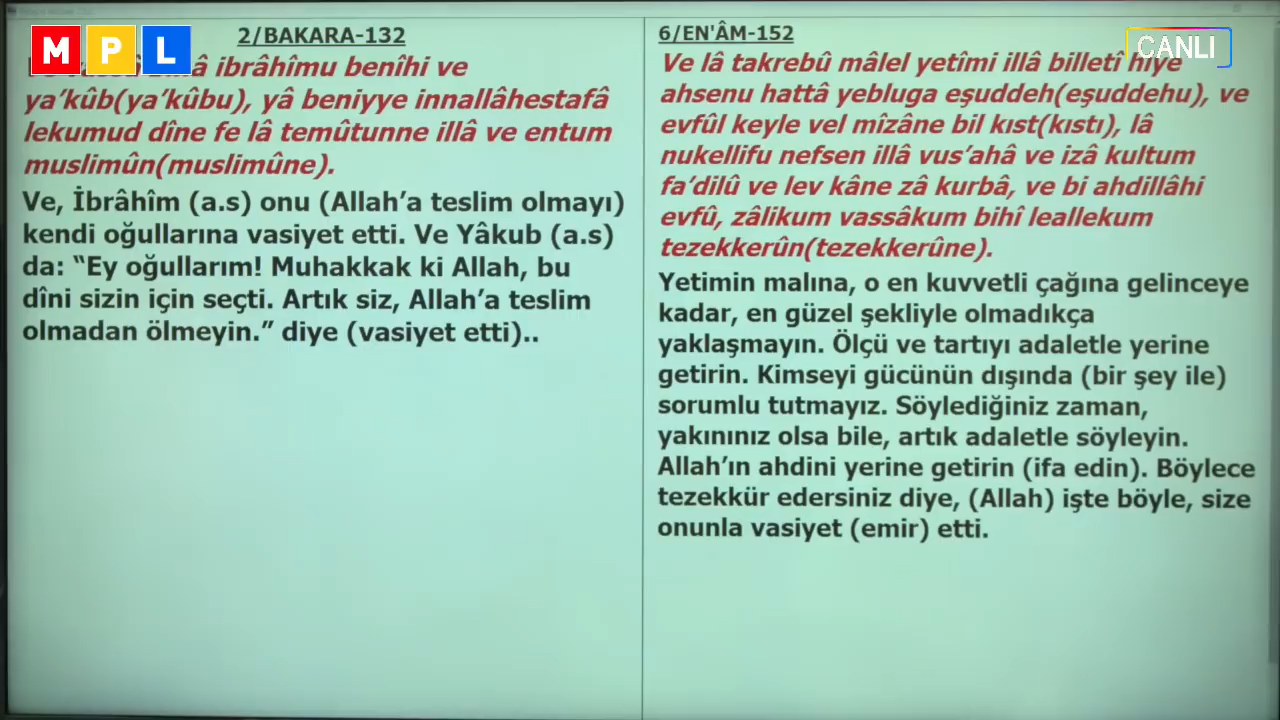 MPL
CANLI
2/BAKARA-132
ibrâhîmu benîhi ve
ya’kûb(ya’kûbu), yâ beniyye innallâhestafâ
lekumud dîne fe lâ temûtunne illâ ve entum
muslimûn(muslimûne).
Ve, İbrâhîm (a.s) onu (Allah’a teslim olmayı)
kendi oğullarına vasiyet etti. Ve Yâkub (a.s)
da: “Ey oğullarım! Muhakkak ki Allah, bu
dîni sizin için seçti. Artık siz, Allah’a teslim
olmadan ölmeyin.” diye (vasiyet etti)..
6/EN'ÂM-152
Ve lâ takrebû mâlel yetîmi illâ billetî hiye
ahsenu hattâ yebluga eşuddeh(eşuddehu), ve
evfûl keyle vel mîzâne bil kıst(kıstı), lâ
nukellifu nefsen illâ vus’ahâ ve izâ kultum
fa’dilû ve lev kâne zâ kurbâ, ve bi ahdillâhi
evfû, zâlikum vassâkum bihî leallekum
tezekkerûn(tezekkerûne).
Yetimin malına, o en kuvvetli çağına gelinceye
kadar, en güzel şekliyle olmadıkça
yaklaşmayın. Ölçü ve tartıyı adaletle yerine
getirin. Kimseyi gücünün dışında (bir şey ile)
sorumlu tutmayız. Söylediğiniz zaman,
yakınınız olsa bile, artık adaletle söyleyin.
Allah’ın ahdini yerine getirin (ifa edin). Böylece
tezekkür edersiniz diye, (Allah) işte böyle, size
onunla vasiyet (emir) etti.